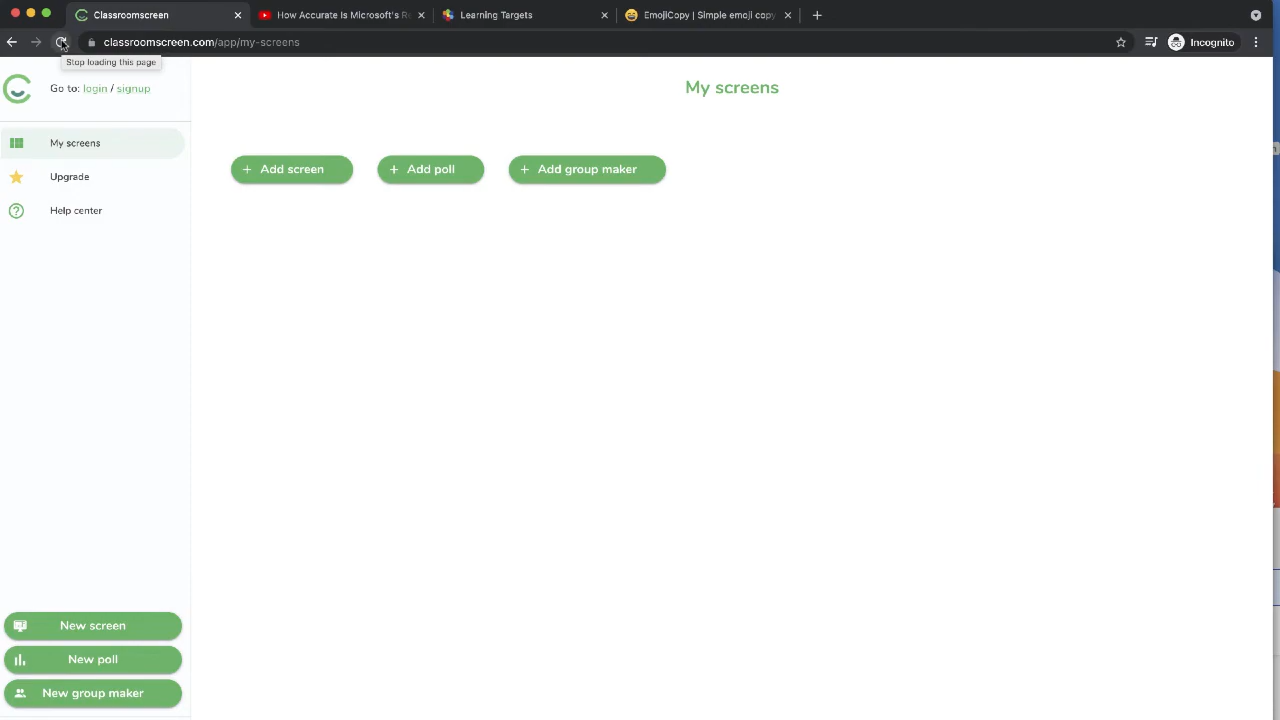 Classroomscreen
How Accurate Is Microsoft's Re
Learning Targets
EmojiCopy | Simple emoji copy
classroomscreen.com/app/my-screens
Incognito
Stop loading this page
Go to: login / signup
My screens
My screens
Upgrade
Help center
+ Add screen
+ Add poll
+ Add group maker
New screen
New poll
New group maker